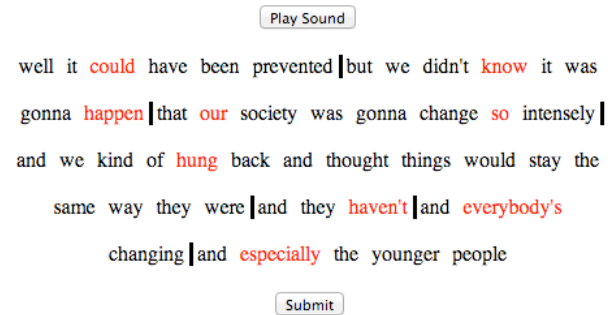 Play Sound
well it could have been prevented | but we didn't know it was
gonna happen | that our society was gonna change so intensely |
and we kind of hung back and thought things would stay the
same way they were | and they haven't | and everybody's
changing | and especially the younger people
Submit